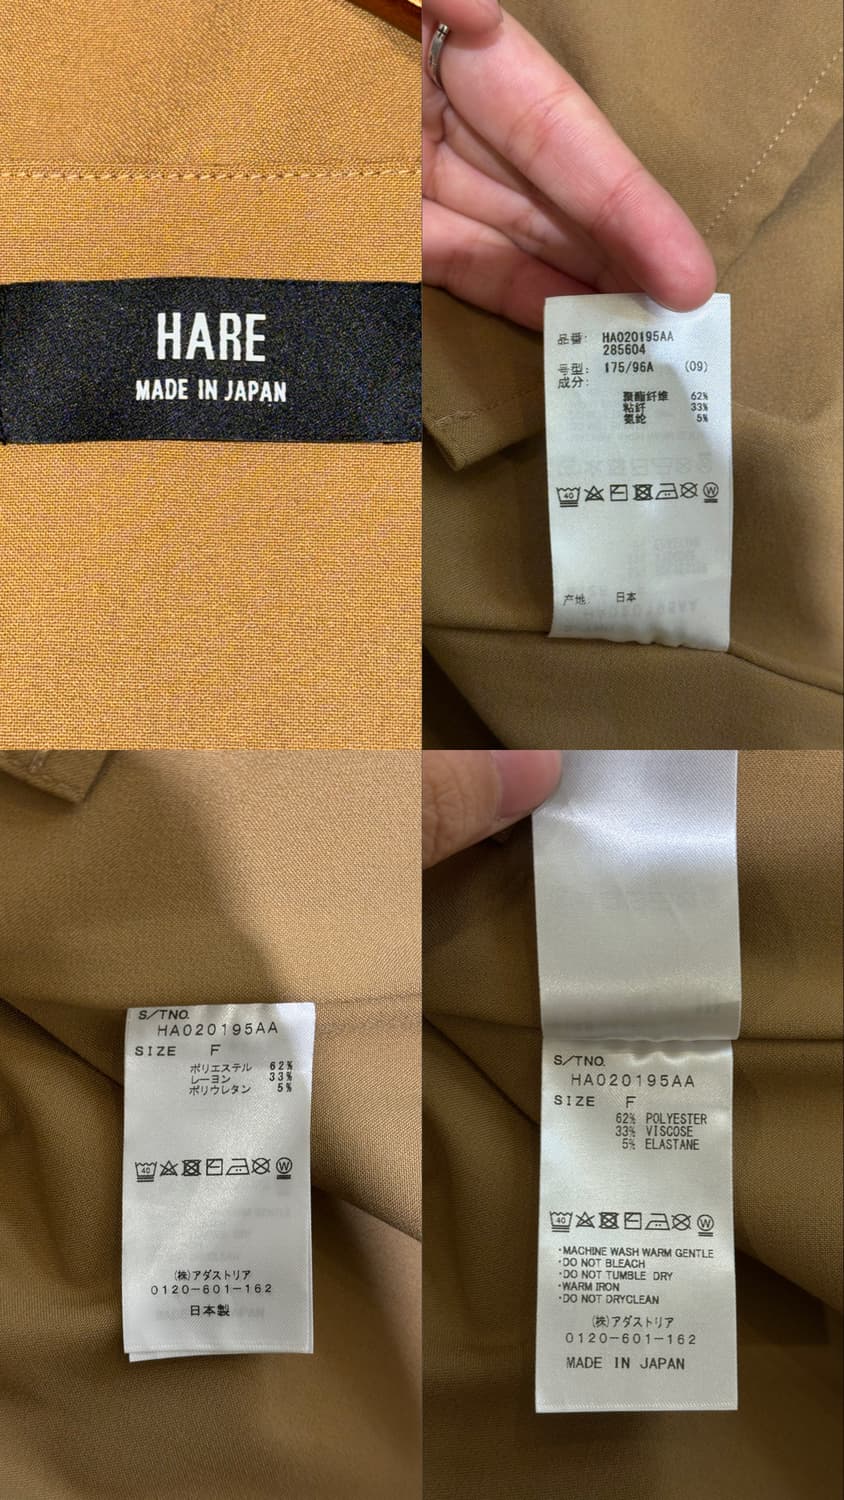 HARE
MADE IN JAPAN
品番: HA020195AA
285604
号型: 175/96A (09)
成分:
聚酯纤维 62%
粘纤 33%
氨纶 5%
40
W
产地: 日本
S/TNO.
HA020195AA
SIZE F
ポリエステル 62%
レーヨン 33%
ポリウレタン 5%
40
W
(株)アダストリア
0120-601-162
日本製
S/TNO.
HA020195AA
SIZE F
62% POLYESTER
33% VISCOSE
5% ELASTANE
40
W
・MACHINE WASH WARM GENTLE
・DO NOT BLEACH
・DO NOT TUMBLE DRY
・WARM IRON
・DO NOT DRYCLEAN
(株)アダストリア
0120-601-162
MADE IN JAPAN